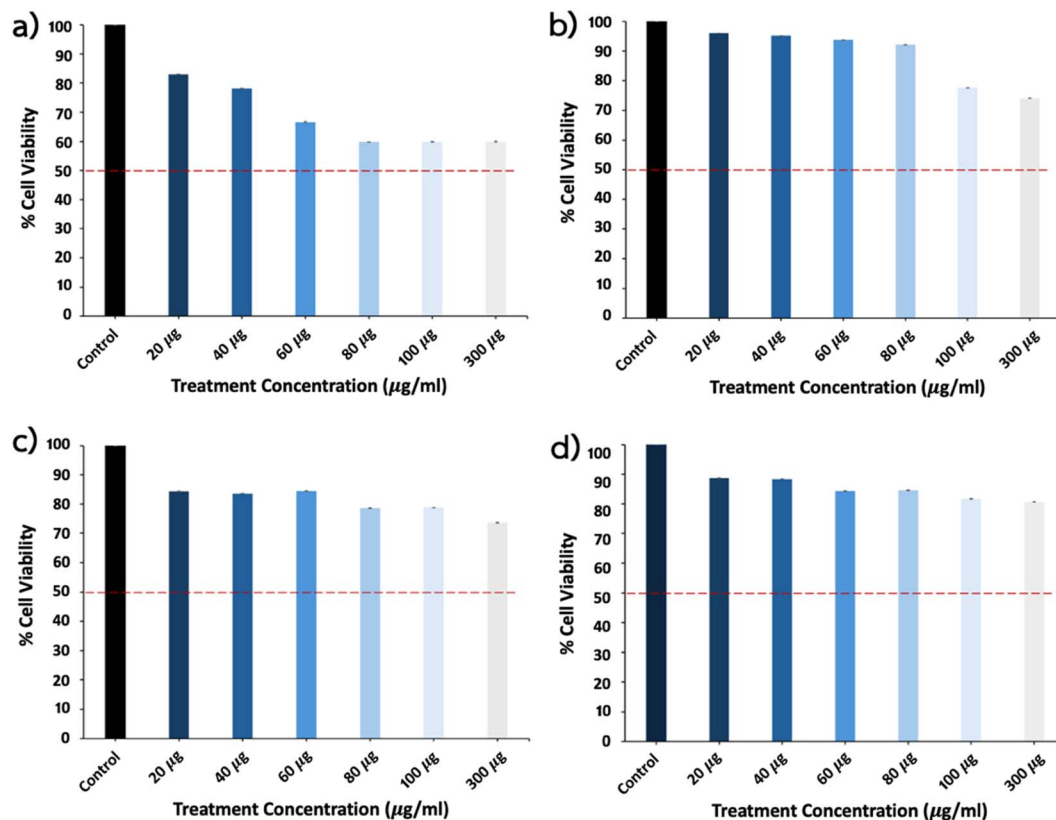 a)
% Cell Viability
100
90
80
70
60
50
40
30
20
10
0
Control
20 µg
40 µg
60 µg
80 µg
100 µg
300 µg
Treatment Concentration (µg/ml)
b)
% Cell Viability
100
90
80
70
60
50
40
30
20
10
0
Control
20 µg
40 µg
60 µg
80 µg
100 µg
300 µg
Treatment Concentration (µg/ml)
c)
% Cell Viability
100
90
80
70
60
50
40
30
20
10
0
Control
20 µg
40 µg
60 µg
80 µg
100 µg
300 µg
Treatment Concentration (µg/ml)
d)
% Cell Viability
100
90
80
70
60
50
40
30
20
10
0
Control
20 µg
40 µg
60 µg
80 µg
100 µg
300 µg
Treatment Concentration (µg/ml)